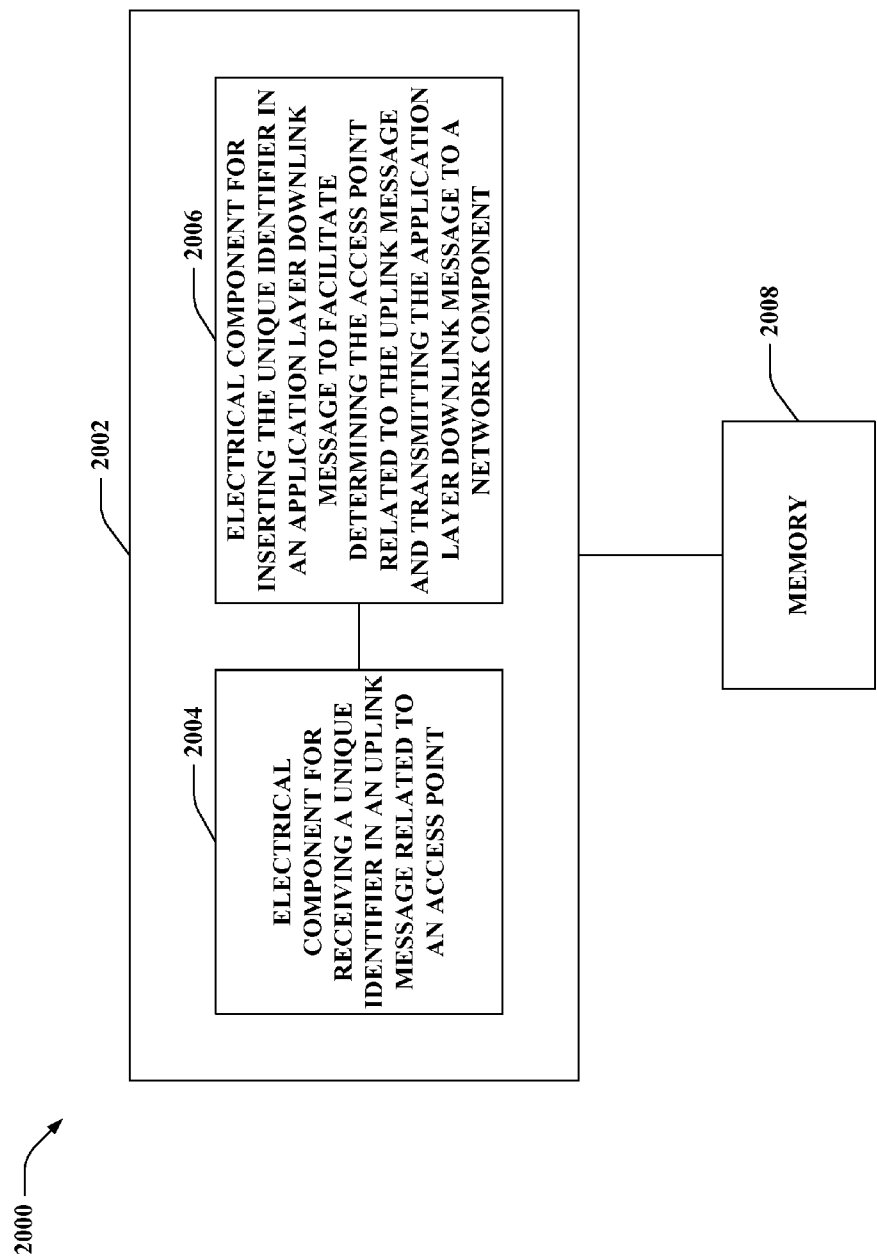 2000
2002
2004
ELECTRICAL
COMPONENT FOR
RECEIVING A UNIQUE
IDENTIFIER IN AN UPLINK
MESSAGE RELATED TO
AN ACCESS POINT
2006
ELECTRICAL COMPONENT FOR
INSERTING THE UNIQUE IDENTIFIER IN
AN APPLICATION LAYER DOWNLINK
MESSAGE TO FACILITATE
DETERMINING THE ACCESS POINT
RELATED TO THE UPLINK MESSAGE
AND TRANSMITTING THE APPLICATION
LAYER DOWNLINK MESSAGE TO A
NETWORK COMPONENT
2008
MEMORY